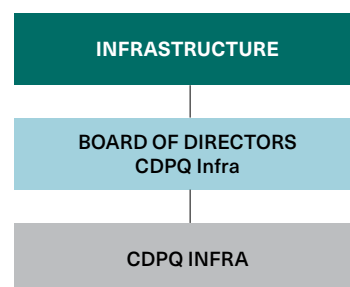 INFRASTRUCTURE
BOARD OF DIRECTORS
CDPQ Infra
CDPQ INFRA